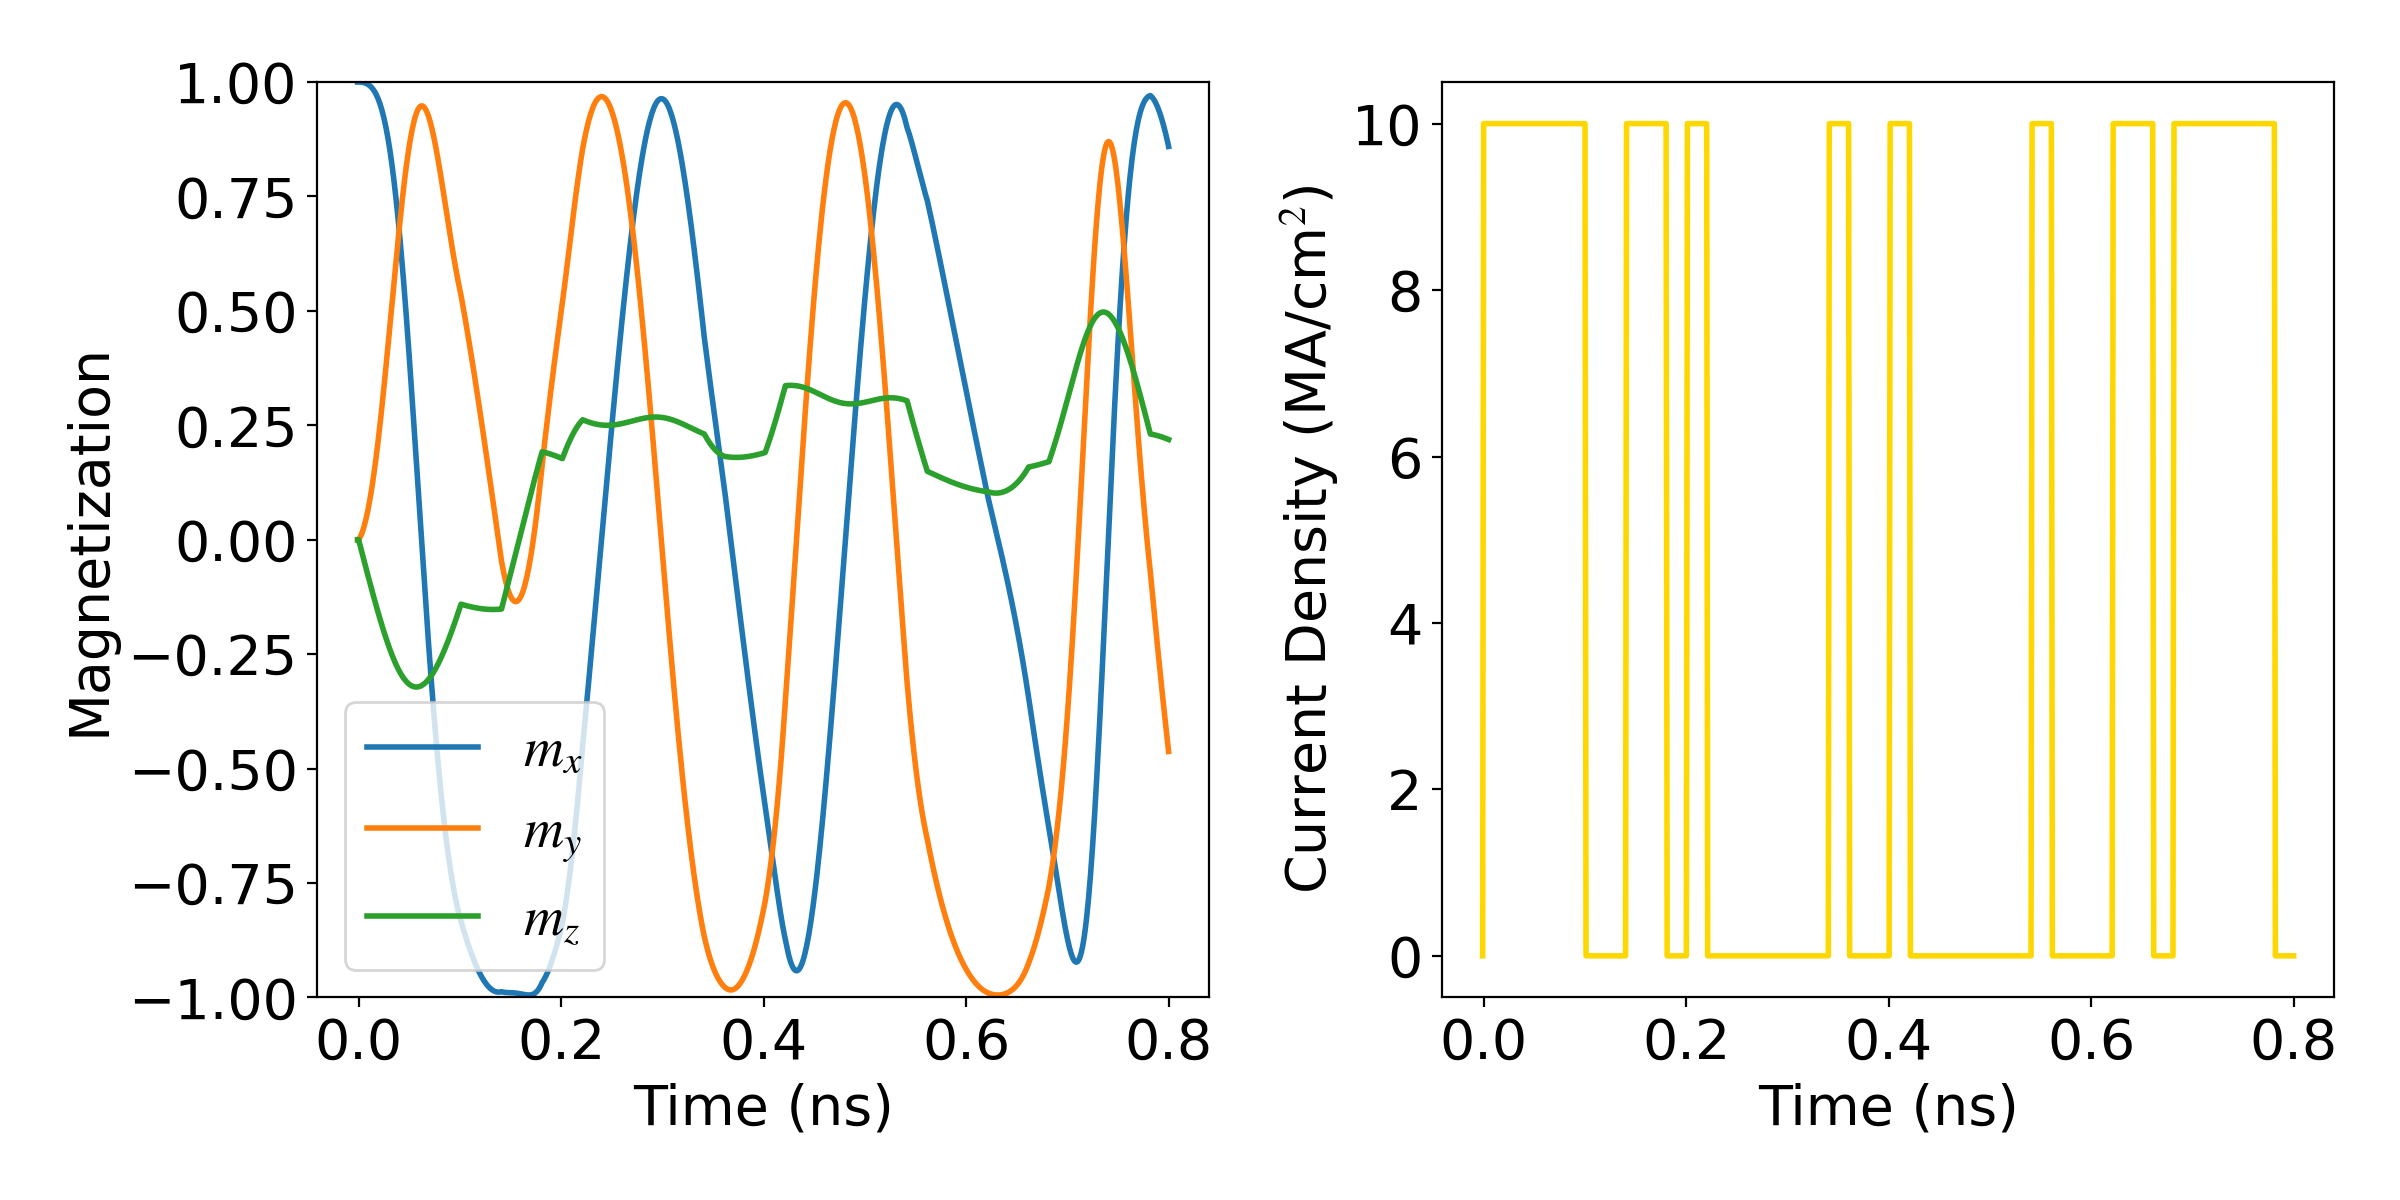 1.00
0.75
0.50
0.25
0.00
−0.25
−0.50
−0.75
−1.00
Magnetization
m_x
m_y
m_z
0.0 0.2 0.4 0.6 0.8
Time (ns)
10
8
6
4
2
0
Current Density (MA/cm²)
0.0 0.2 0.4 0.6 0.8
Time (ns)